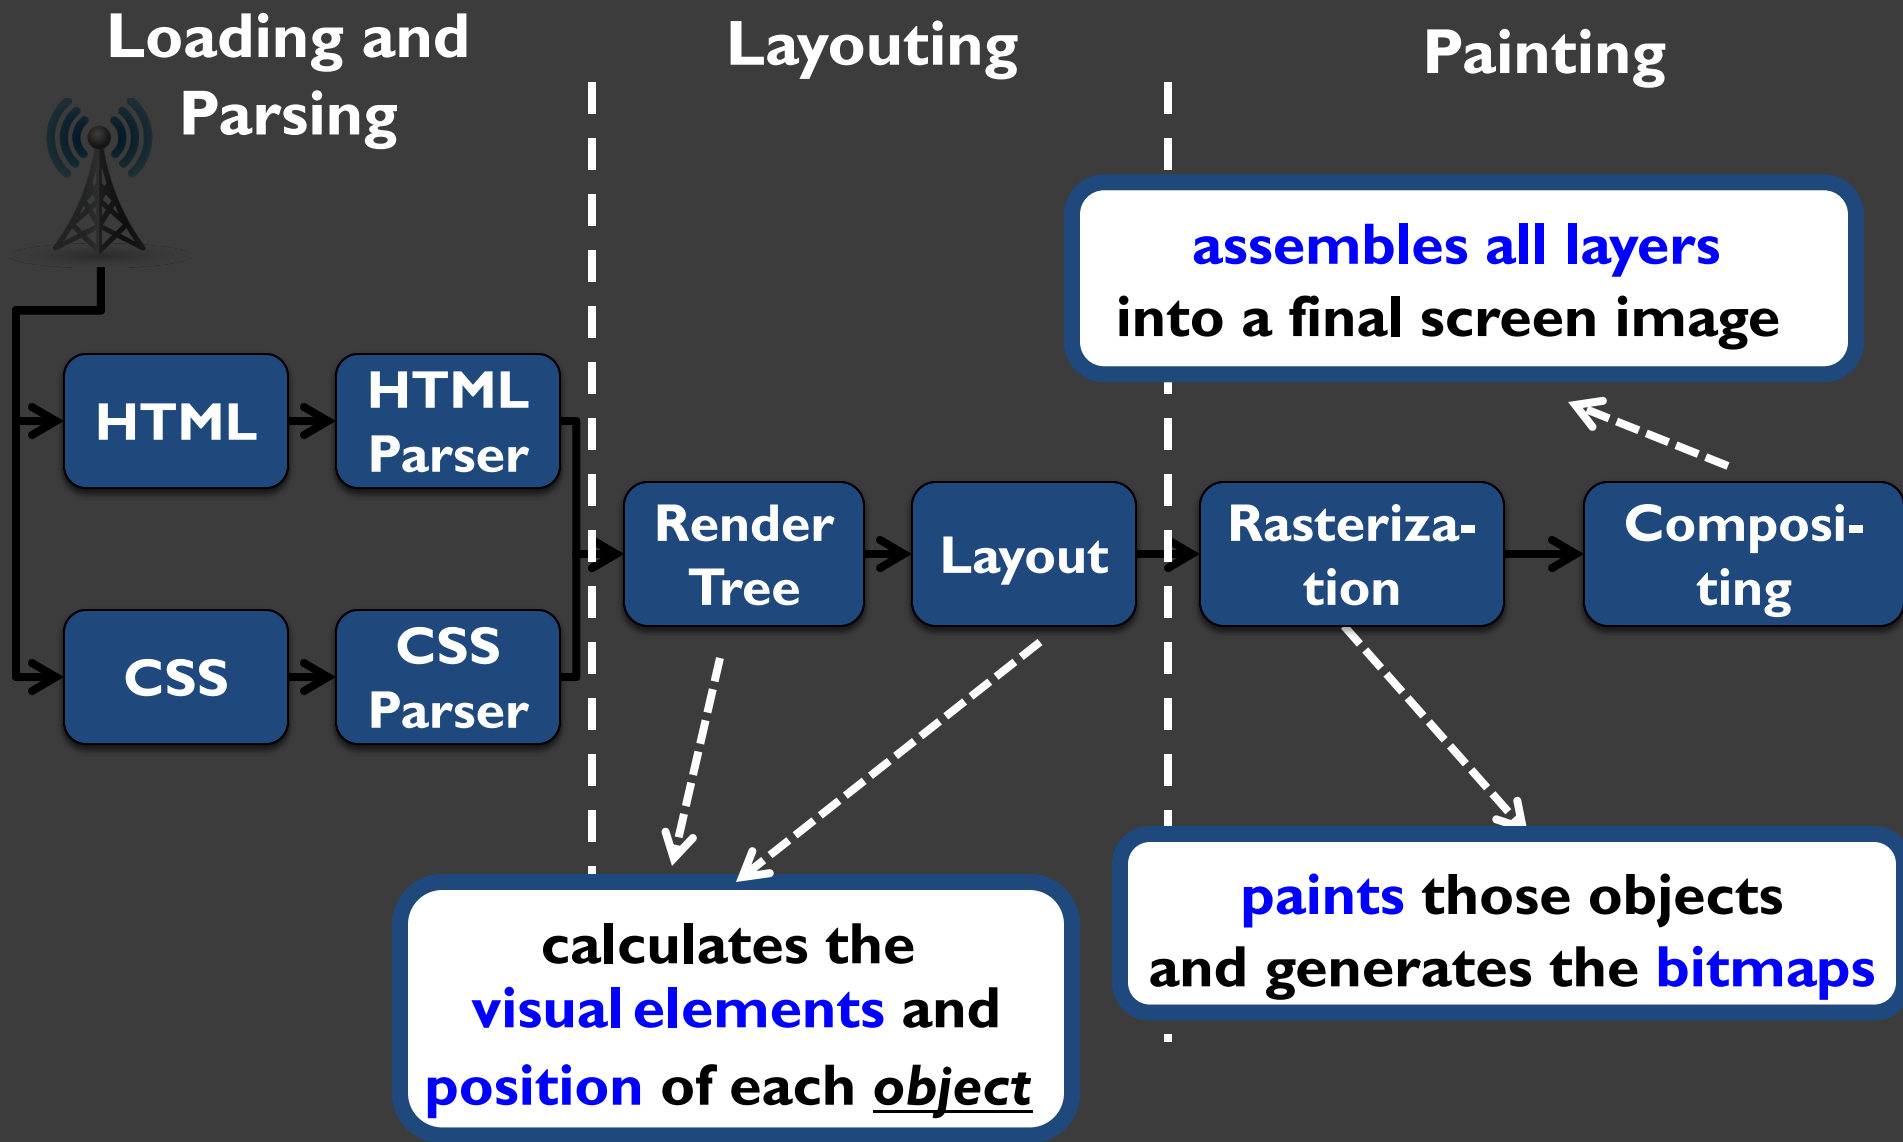 Loading and
Parsing
Layouting
Painting
assembles all layers
into a final screen image
HTML
HTML
Parser
CSS
CSS
Parser
Render
Tree
Layout
Rasteriza-
tion
Composi-
ting
calculates the
visual elements and
position of each object
paints those objects
and generates the bitmaps